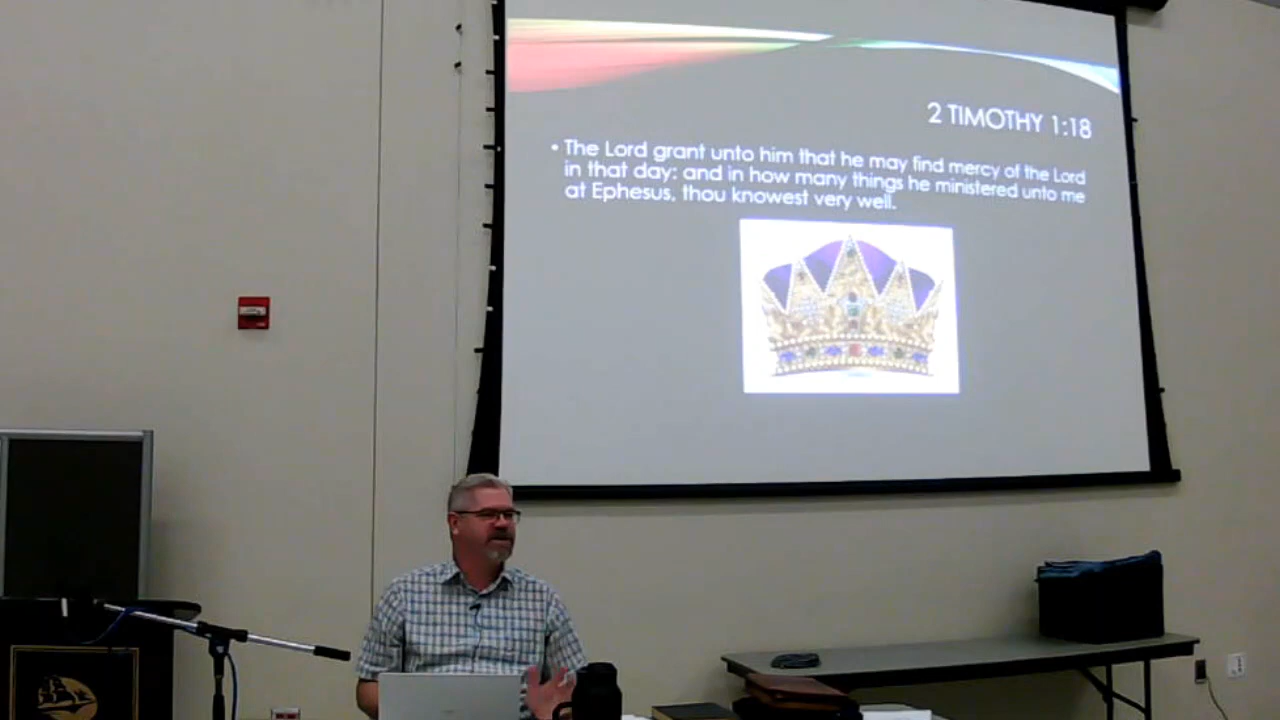 2 TIMOTHY 1:18
• The Lord grant unto him that he may find mercy of the Lord
in that day: and in how many things he ministered unto me
at Ephesus, thou knowest very well.